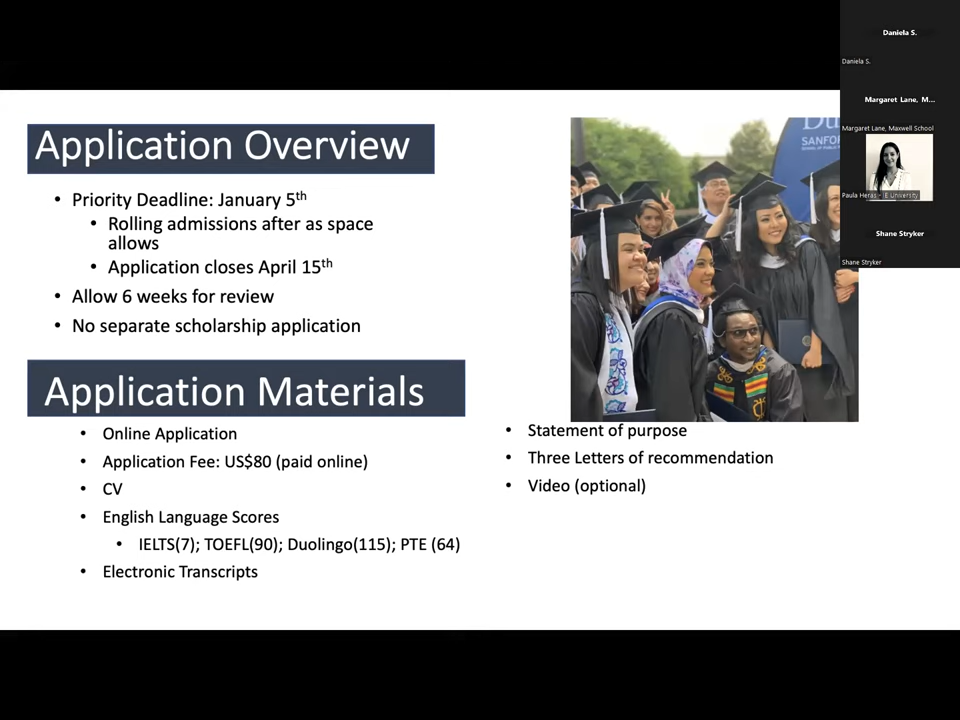 Application Overview
• Priority Deadline: January 5th
• Rolling admissions after as space
allows
• Application closes April 15th
• Allow 6 weeks for review
• No separate scholarship application
Application Materials
• Online Application
• Application Fee: US$80 (paid online)
• CV
• English Language Scores
• IELTS(7); TOEFL(90); Duolingo(115); PTE (64)
• Electronic Transcripts
• Statement of purpose
• Three Letters of recommendation
• Video (optional)
SANFOR
Daniela S.
Daniela S.
Margaret Lane, M...
Margaret Lane, Maxwell School
Paula Heras - IE University
Shane Stryker
Shane Stryker